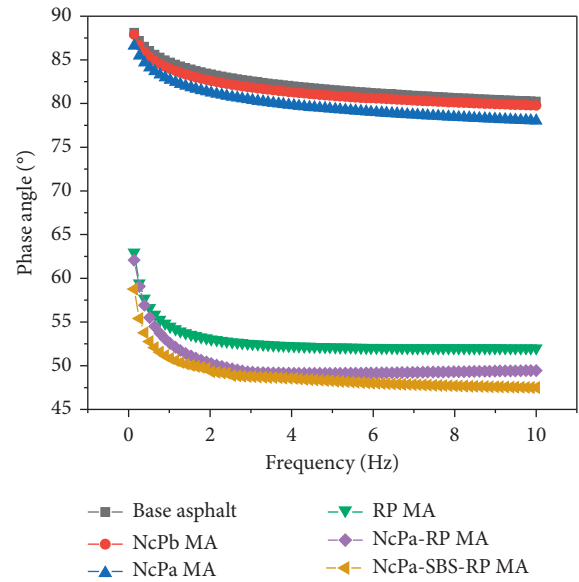 90
85
80
75
70
65
60
55
50
45
Phase angle (°)
0 2 4 6 8 10
Frequency (Hz)
Base asphalt
NcPb MA
NcPa MA
RP MA
NcPa-RP MA
NcPa-SBS-RP MA